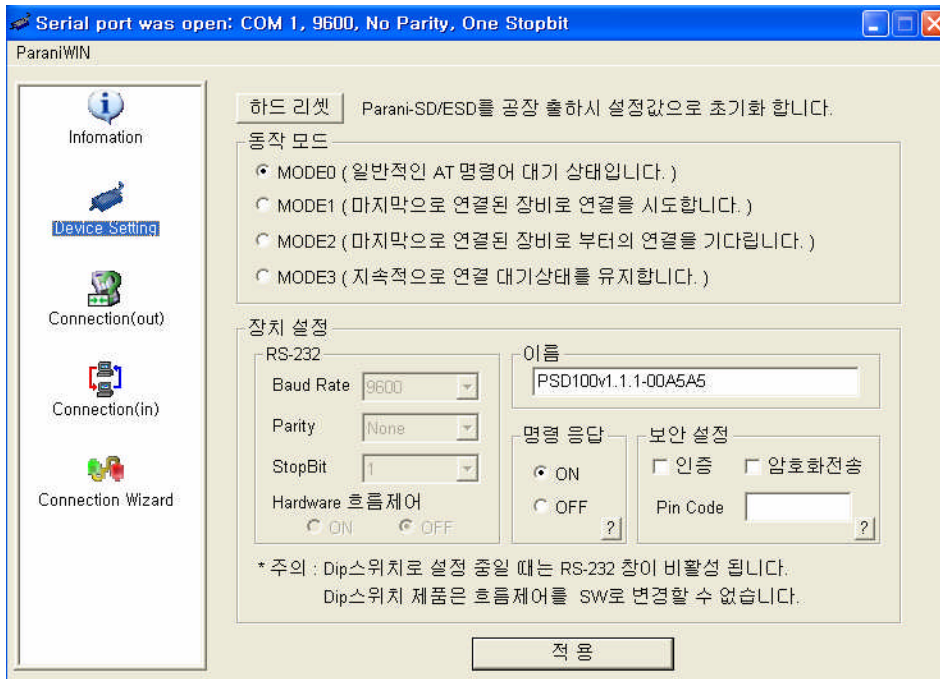 Serial port was open: COM 1, 9600, No Parity, One Stopbit
ParaniWIN
Infomation
Device Setting
Connection(out)
Connection(in)
Connection Wizard
하드 리셋 Parani-SD/ESD를 공장 출하시 설정값으로 초기화 합니다.
동작 모드
MODE0 ( 일반적인 AT 명령어 대기 상태입니다. )
MODE1 ( 마지막으로 연결된 장비로 연결을 시도합니다. )
MODE2 ( 마지막으로 연결된 장비로 부터의 연결을 기다립니다. )
MODE3 ( 지속적으로 연결 대기상태를 유지합니다. )
장치 설정
RS-232
Baud Rate 9600
Parity None
StopBit 1
Hardware 흐름제어
ON OFF
이름
PSD100v1.1.1-00A5A5
명령 응답
ON
OFF
?
보안 설정
인증 암호화전송
Pin Code
?
* 주의 : Dip스위치로 설정 중일 때는 RS-232 창이 비활성 됩니다.
Dip스위치 제품은 흐름제어를 SW로 변경할 수 없습니다.
적 용